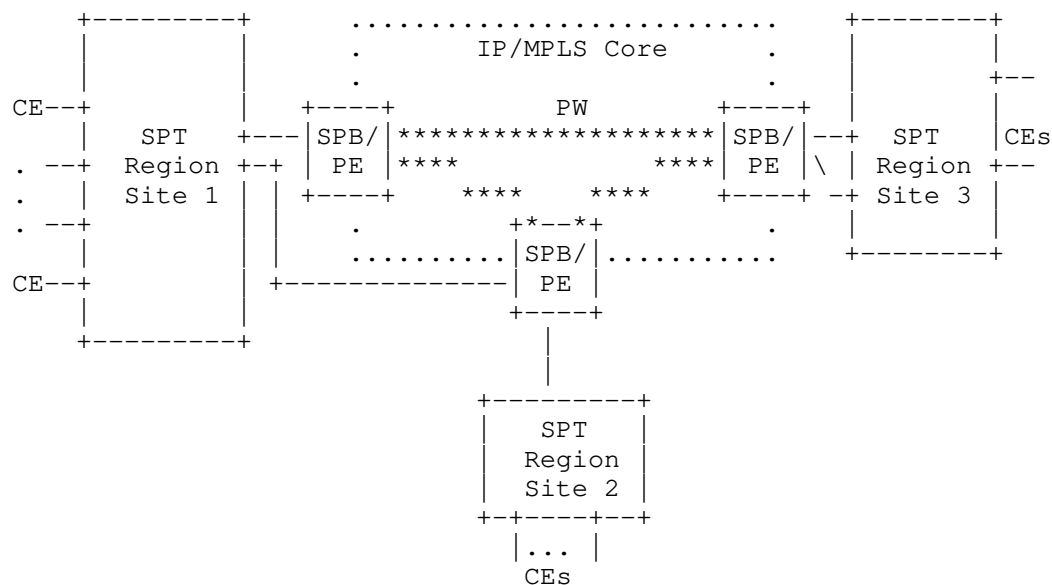 IP/MPLS Core
CE
PW
SPT SPB/ SPB/ SPT CEs
Region PE PE Region
Site 1 Site 3
SPB/
CE PE
SPT
Region
Site 2
...
CEs